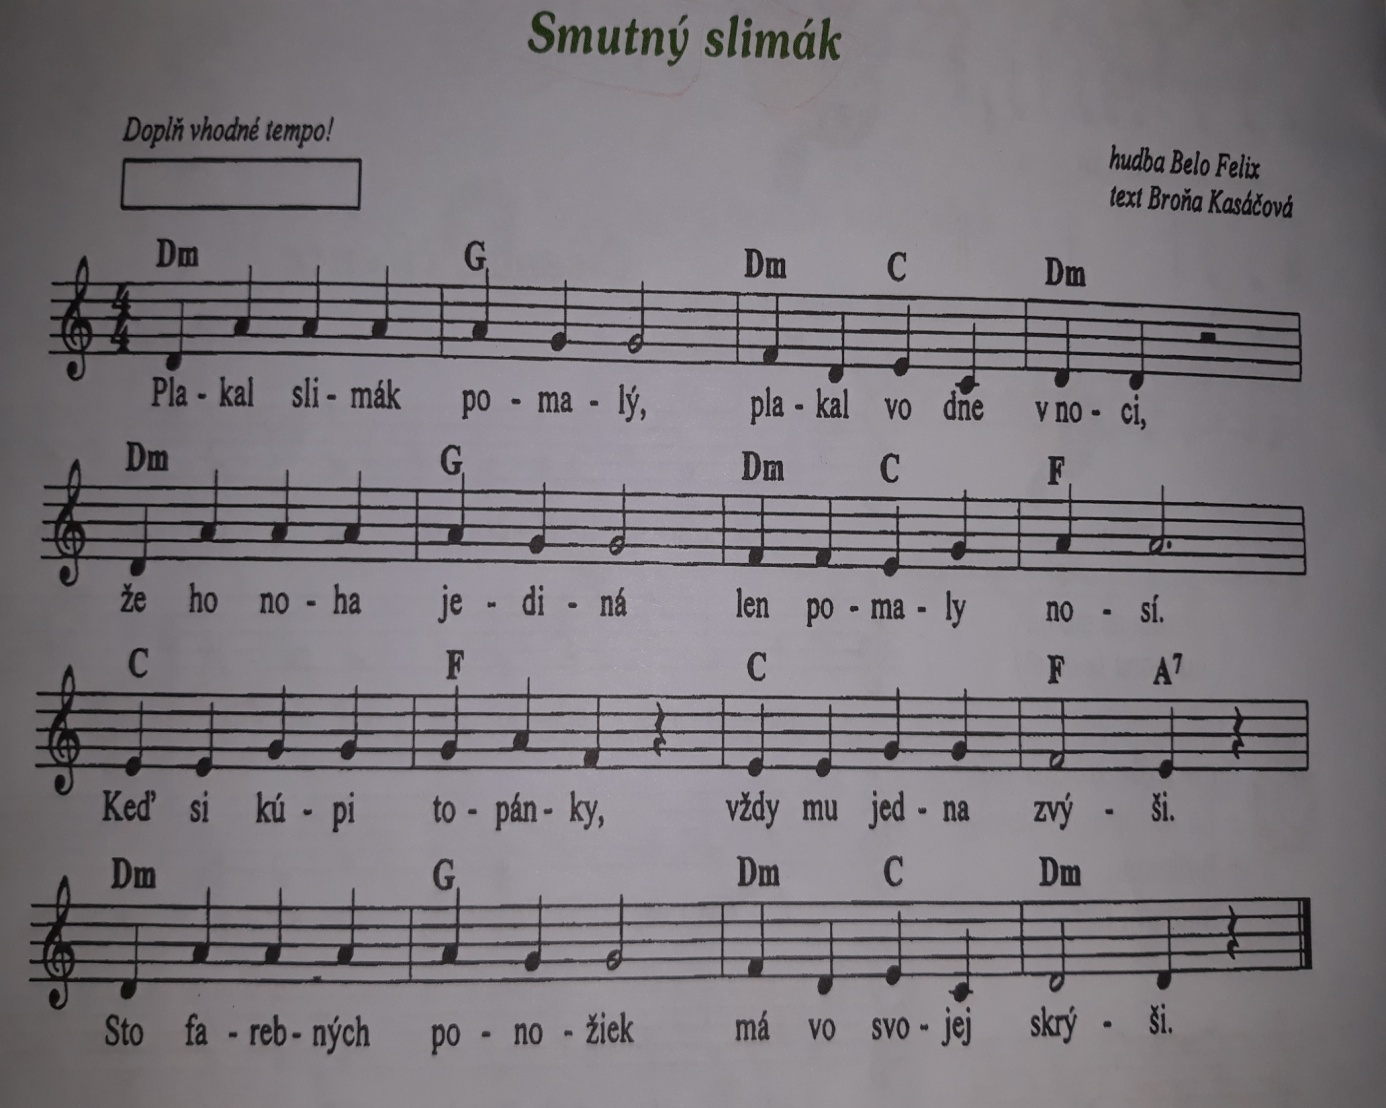 Smutný slimák
Doplň vhodné tempo!
hudba Belo Felix
text Broňa Kasáčová
Dm G Dm C Dm
4
4
Pla - kal sli - mák po - ma - lý, pla - kal vo dne v no - ci,
Dm G Dm C F
že ho no - ha je - di - ná len po - ma - ly no - sí.
C F C F A7
Keď si kú - pi to - pán - ky, vždy mu jed - na zvý - ši.
Dm G Dm C Dm
Sto fa - reb - ných po - no - žiek má vo svo - jej skrý - ši.